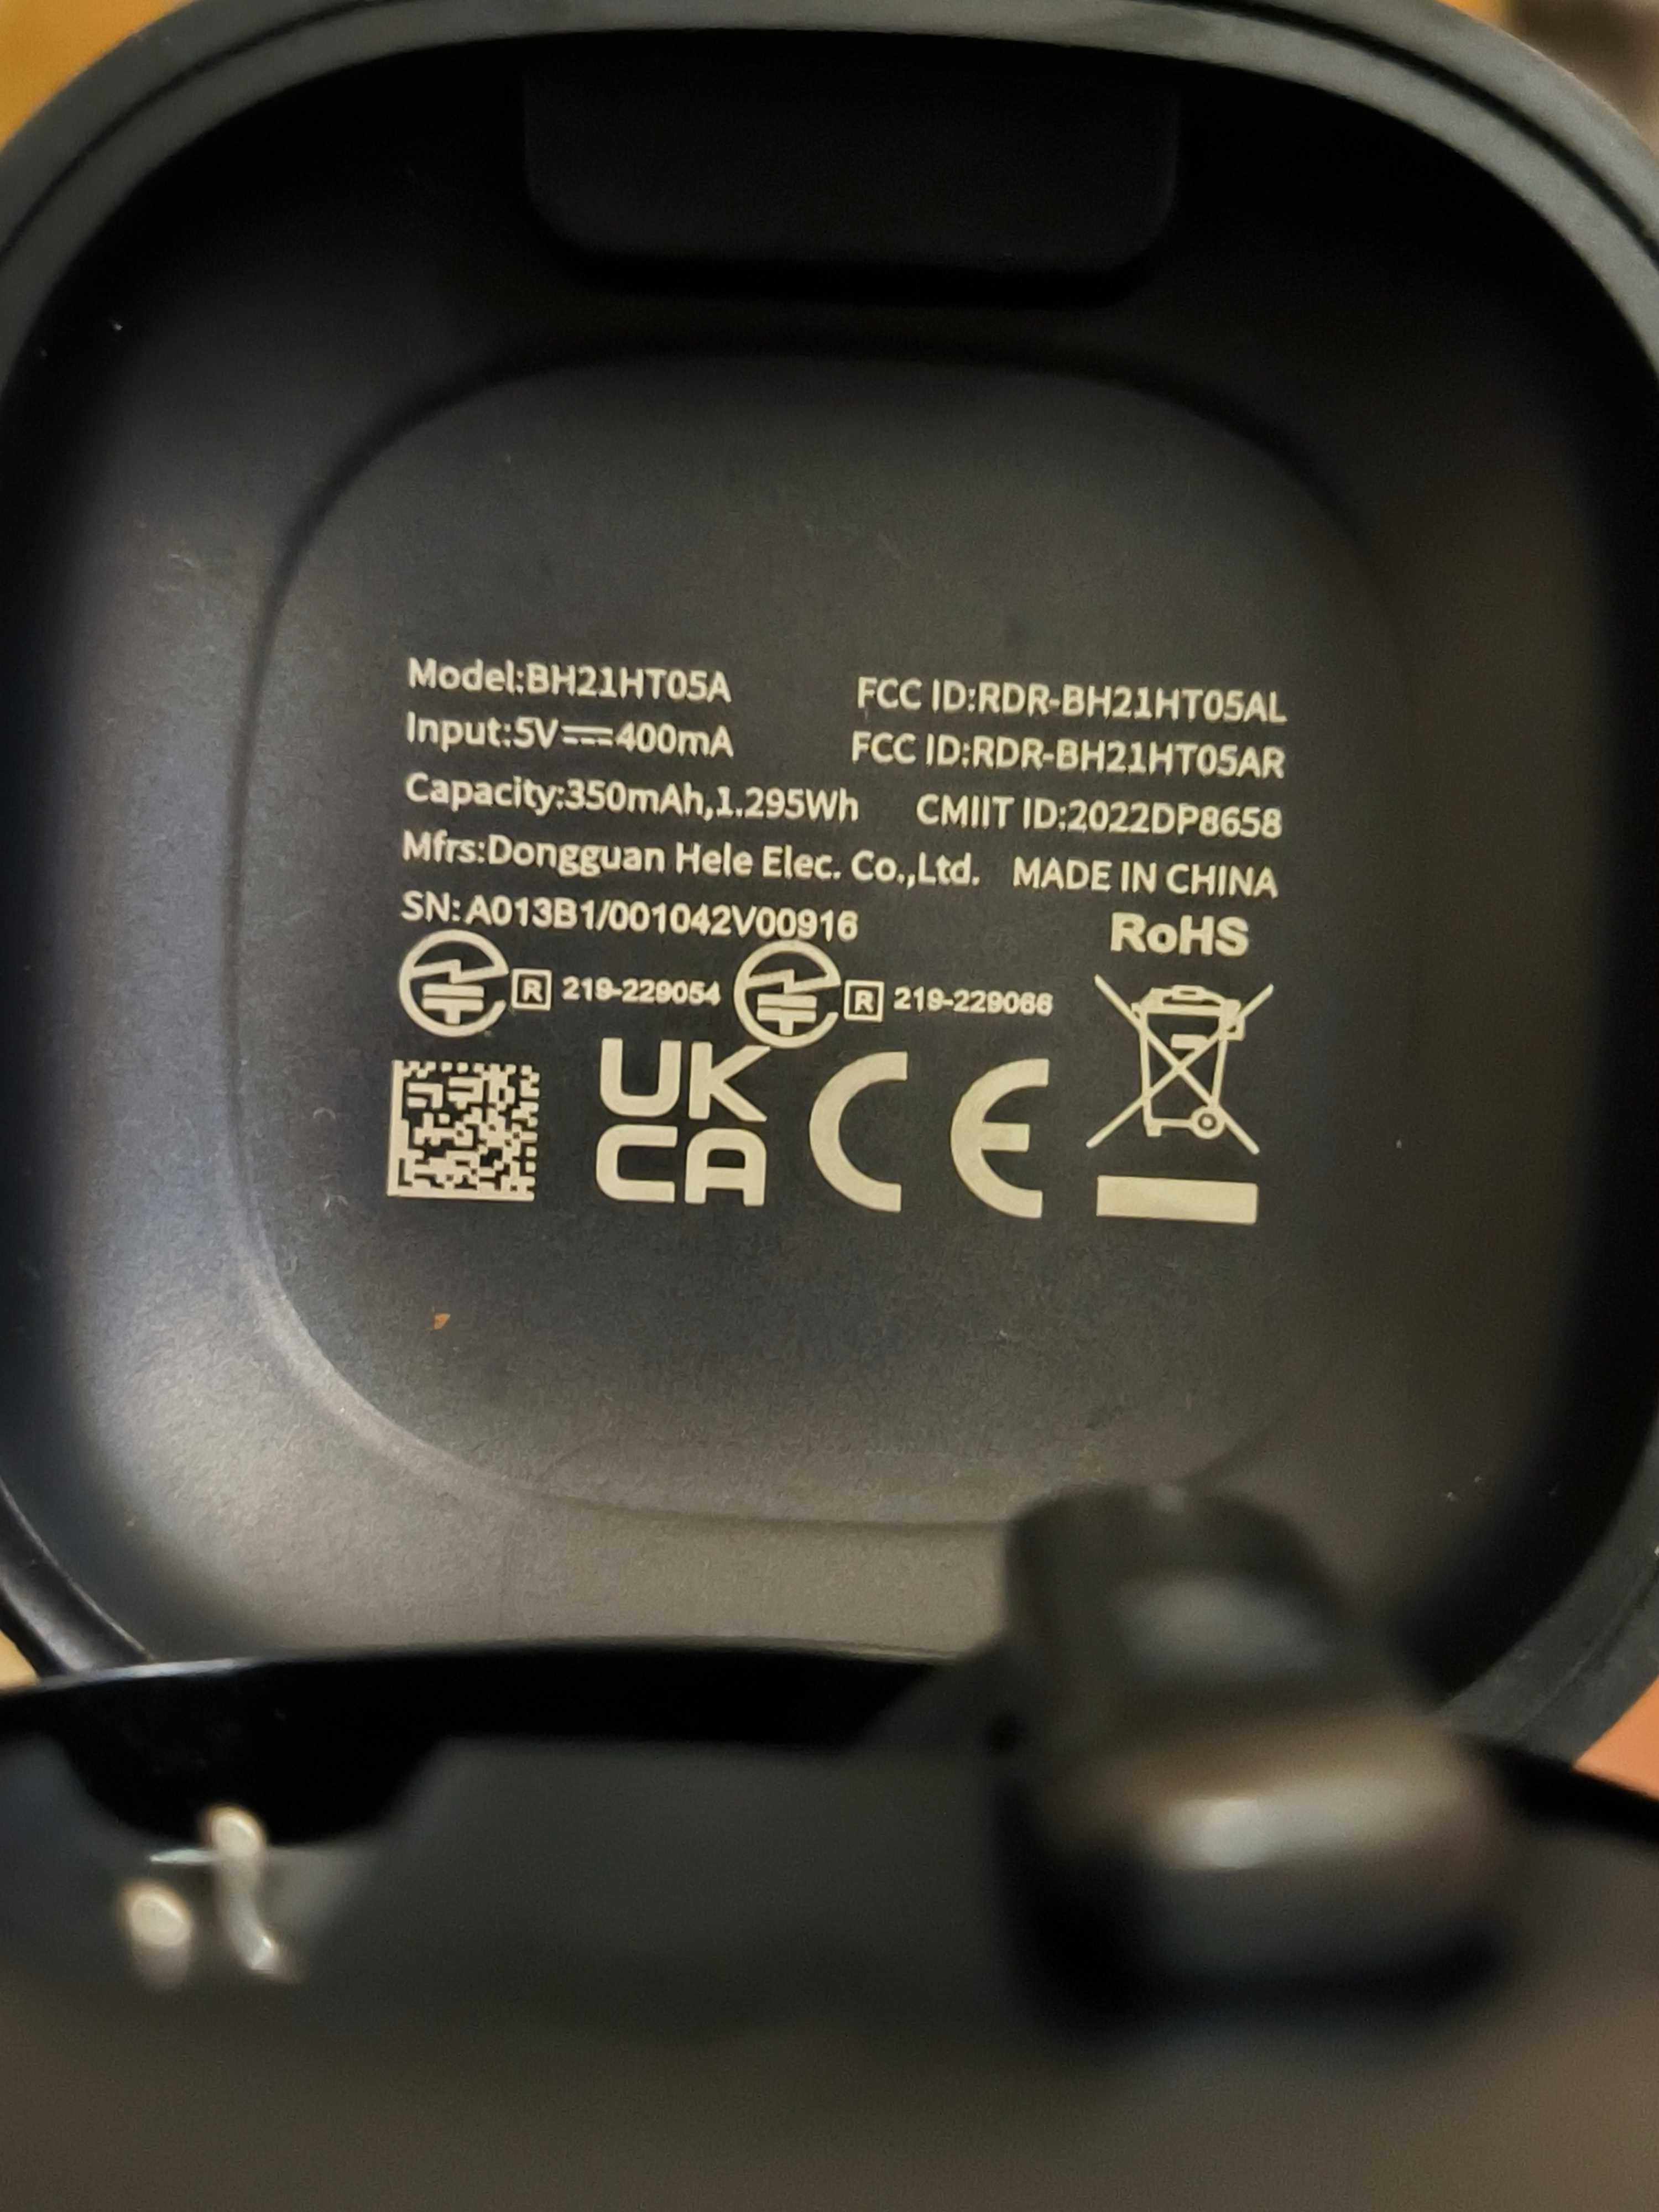 Model:BH21HT05A FCC ID:RDR-BH21HT05AL
Input:5V⎓400mA FCC ID:RDR-BH21HT05AR
Capacity:350mAh,1.295Wh CMIIT ID:2022DP8658
Mfrs:Dongguan Hele Elec. Co.,Ltd. MADE IN CHINA
SN:A013B1/001042V00916
RoHS
R 219-229054 R 219-229066
UK
CA
CE